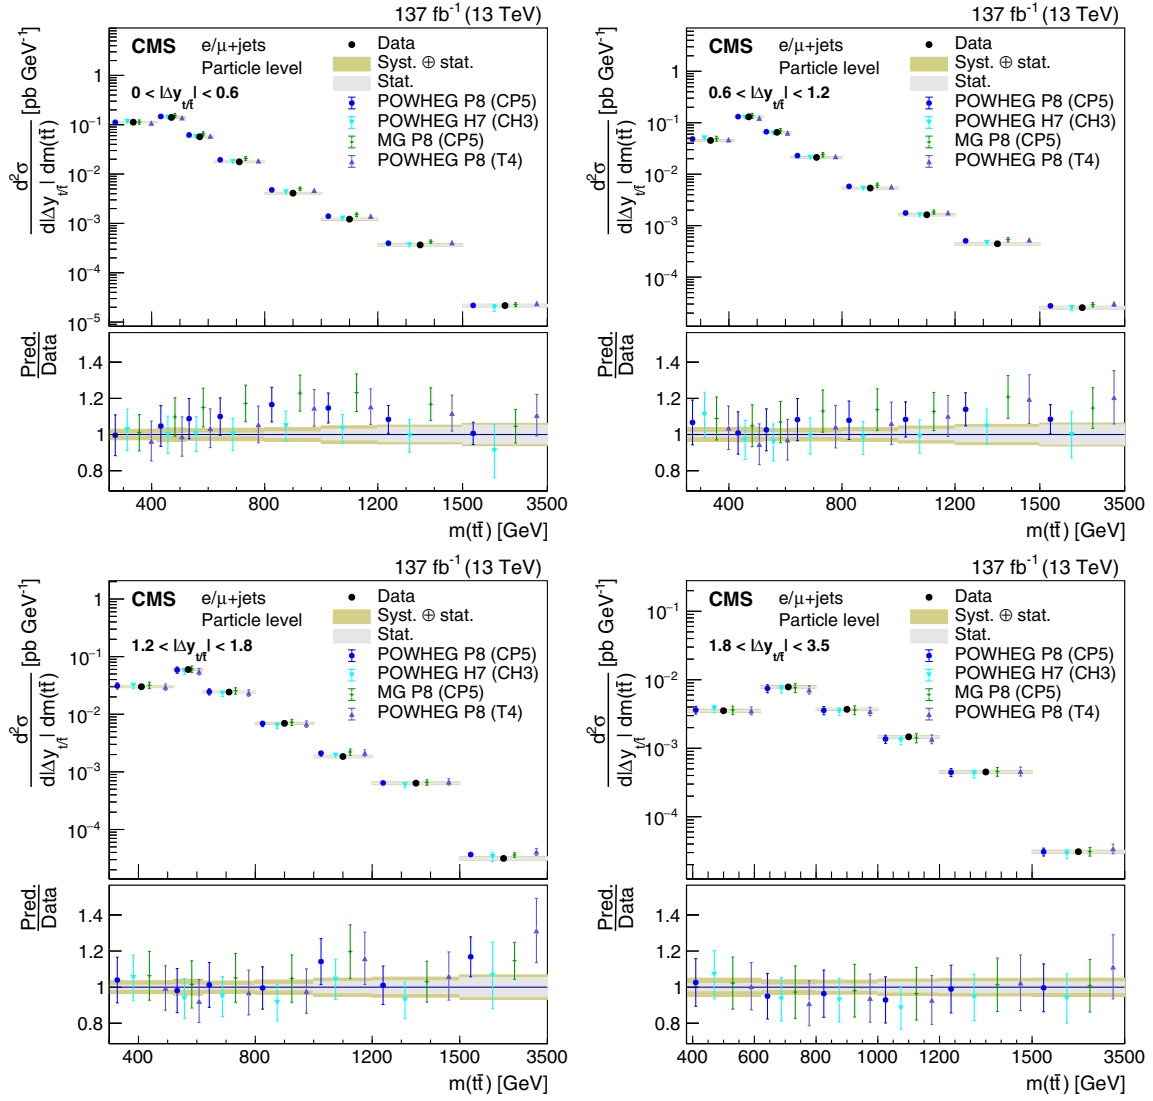 137 fb⁻¹ (13 TeV)
d²σ / d|Δy_t/t̄| dm(tt̄) [pb GeV⁻¹]
CMS
e/μ+jets
Particle level
0 < |Δy_t/t̄| < 0.6
Data
Syst. ⊕ stat.
Stat.
POWHEG P8 (CP5)
POWHEG H7 (CH3)
MG P8 (CP5)
POWHEG P8 (T4)
1
10⁻¹
10⁻²
10⁻³
10⁻⁴
10⁻⁵
Pred.
Data
1.4
1.2
1
0.8
400 800 1200 1500 3500
m(tt̄) [GeV]
137 fb⁻¹ (13 TeV)
d²σ / d|Δy_t/t̄| dm(tt̄) [pb GeV⁻¹]
CMS
e/μ+jets
Particle level
0.6 < |Δy_t/t̄| < 1.2
Data
Syst. ⊕ stat.
Stat.
POWHEG P8 (CP5)
POWHEG H7 (CH3)
MG P8 (CP5)
POWHEG P8 (T4)
1
10⁻¹
10⁻²
10⁻³
10⁻⁴
Pred.
Data
1.4
1.2
1
0.8
400 800 1200 1500 3500
m(tt̄) [GeV]
137 fb⁻¹ (13 TeV)
d²σ / d|Δy_t/t̄| dm(tt̄) [pb GeV⁻¹]
CMS
e/μ+jets
Particle level
1.2 < |Δy_t/t̄| < 1.8
Data
Syst. ⊕ stat.
Stat.
POWHEG P8 (CP5)
POWHEG H7 (CH3)
MG P8 (CP5)
POWHEG P8 (T4)
1
10⁻¹
10⁻²
10⁻³
10⁻⁴
Pred.
Data
1.4
1.2
1
0.8
400 800 1200 1500 3500
m(tt̄) [GeV]
137 fb⁻¹ (13 TeV)
d²σ / d|Δy_t/t̄| dm(tt̄) [pb GeV⁻¹]
CMS
e/μ+jets
Particle level
1.8 < |Δy_t/t̄| < 3.5
Data
Syst. ⊕ stat.
Stat.
POWHEG P8 (CP5)
POWHEG H7 (CH3)
MG P8 (CP5)
POWHEG P8 (T4)
10⁻¹
10⁻²
10⁻³
10⁻⁴
Pred.
Data
1.4
1.2
1
0.8
400 600 800 1000 1200 1500 3500
m(tt̄) [GeV]